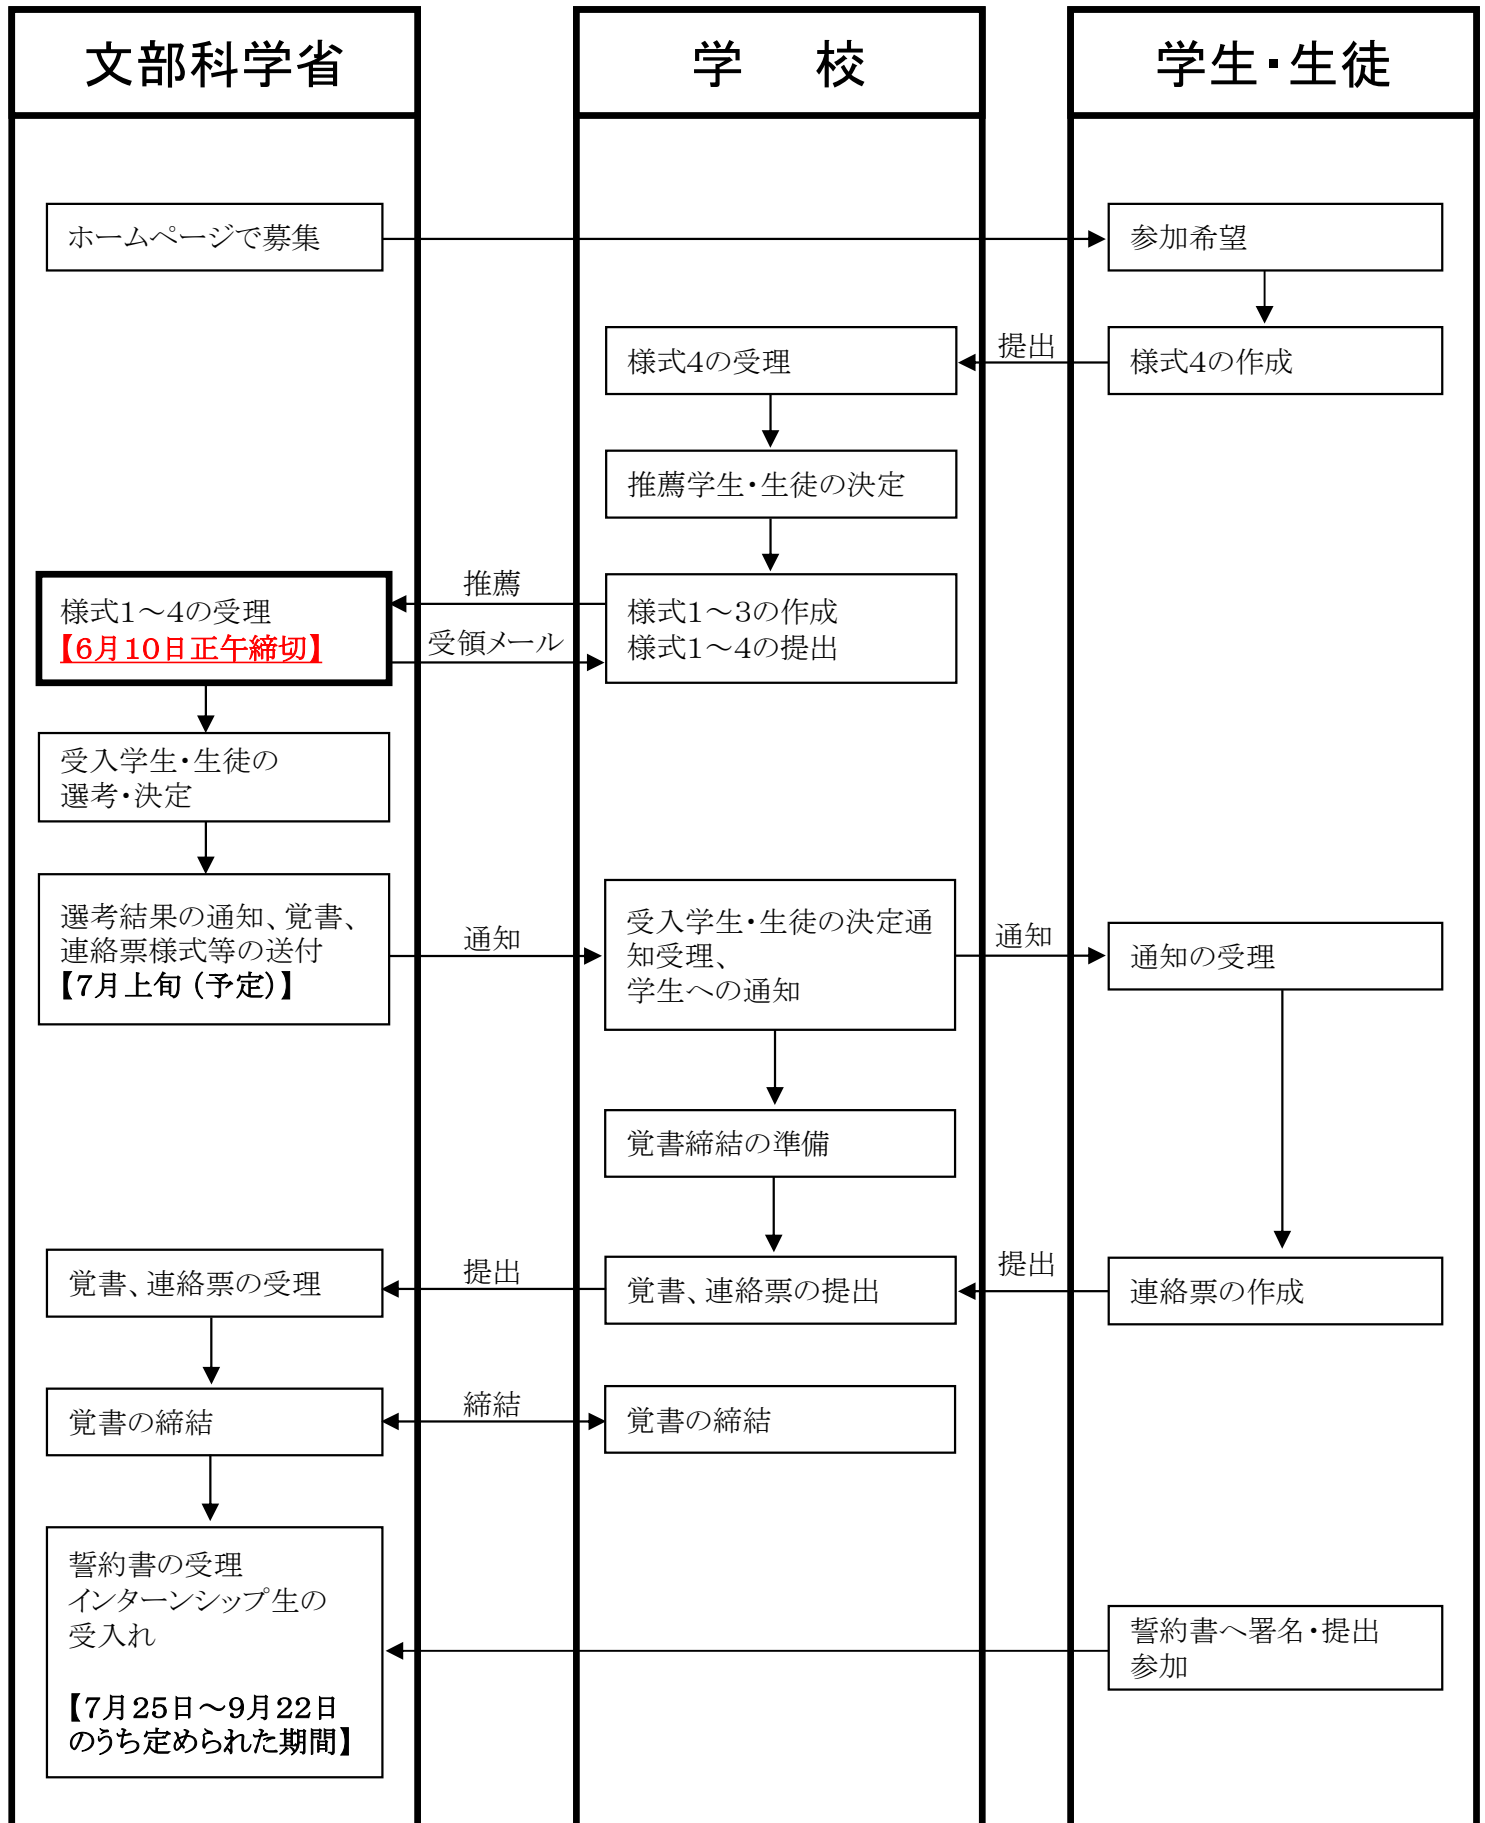 文部科学省
学　校
学生・生徒
ホームページで募集
参加希望
様式4の受理
提出
様式4の作成
推薦学生・生徒の決定
様式1～4の受理
【6月10日正午締切】
推薦
受領メール
様式1～3の作成
様式1～4の提出
受入学生・生徒の
選考・決定
選考結果の通知、覚書、
連絡票様式等の送付
【7月上旬（予定）】
通知
受入学生・生徒の決定通
知受理、
学生への通知
通知
通知の受理
覚書締結の準備
覚書、連絡票の受理
提出
覚書、連絡票の提出
提出
連絡票の作成
覚書の締結
締結
覚書の締結
誓約書の受理
インターンシップ生の
受入れ
【7月25日～9月22日
のうち定められた期間】
誓約書へ署名・提出
参加